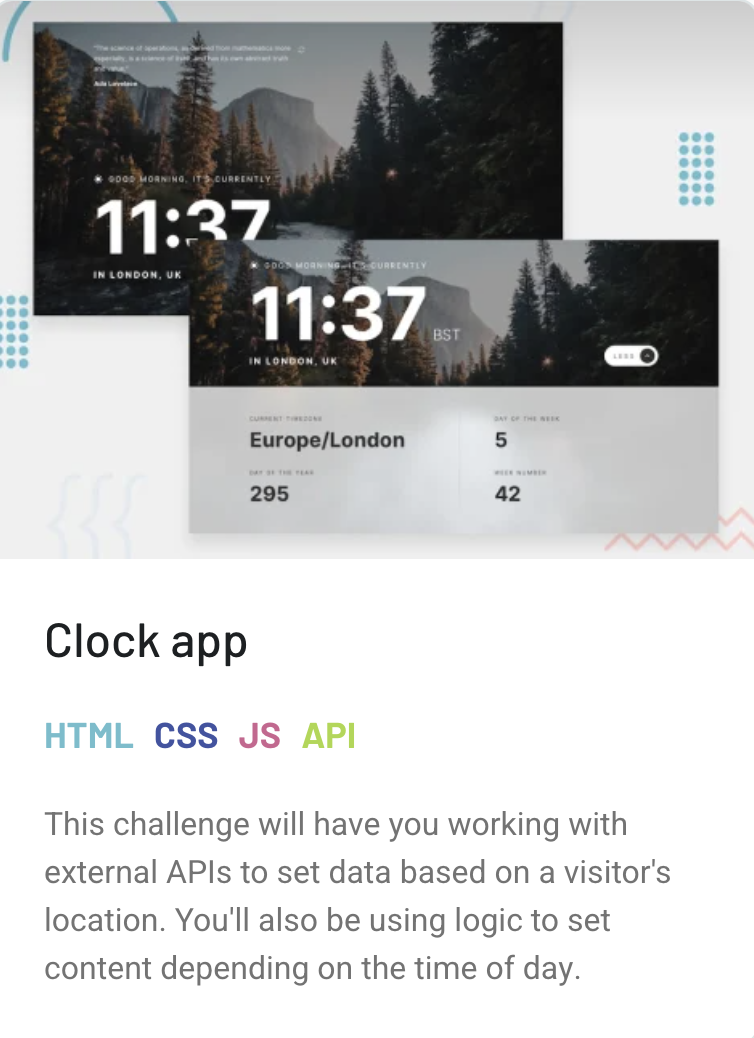 "The science of operations, as derived from mathematics more
especially, is a science of itself, and has its own abstract truth
and value."
Ada Lovelace
GOOD MORNING, IT'S CURRENTLY
11:37
IN LONDON, UK
GOOD MORNING, IT'S CURRENTLY
11:37 BST
IN LONDON, UK
LESS
CURRENT TIMEZONE
Europe/London
DAY OF THE WEEK
5
DAY OF THE YEAR
295
WEEK NUMBER
42
Clock app
HTML CSS JS API
This challenge will have you working with
external APIs to set data based on a visitor's
location. You'll also be using logic to set
content depending on the time of day.